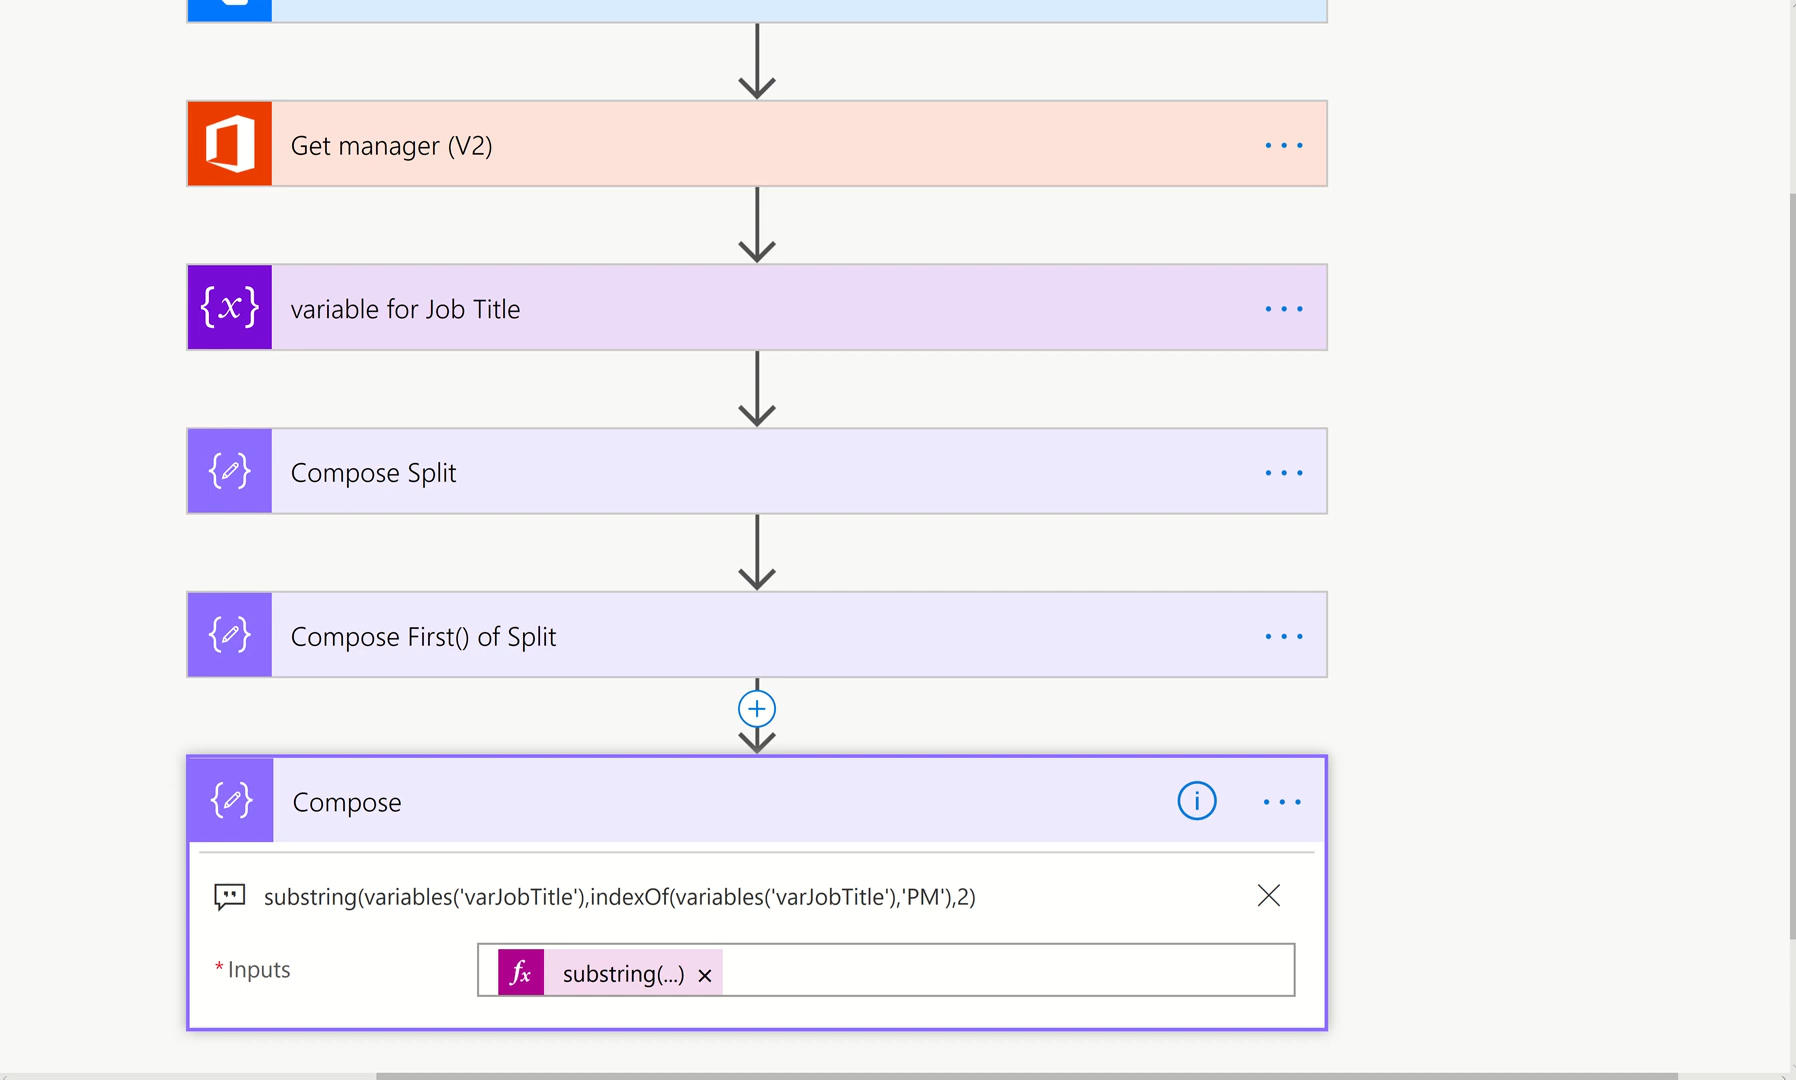 Get manager (V2)
{x} variable for Job Title
Compose Split
Compose First() of Split
Compose
substring(variables('varJobTitle'),indexOf(variables('varJobTitle'),'PM'),2)
*Inputs fx substring(...) ×